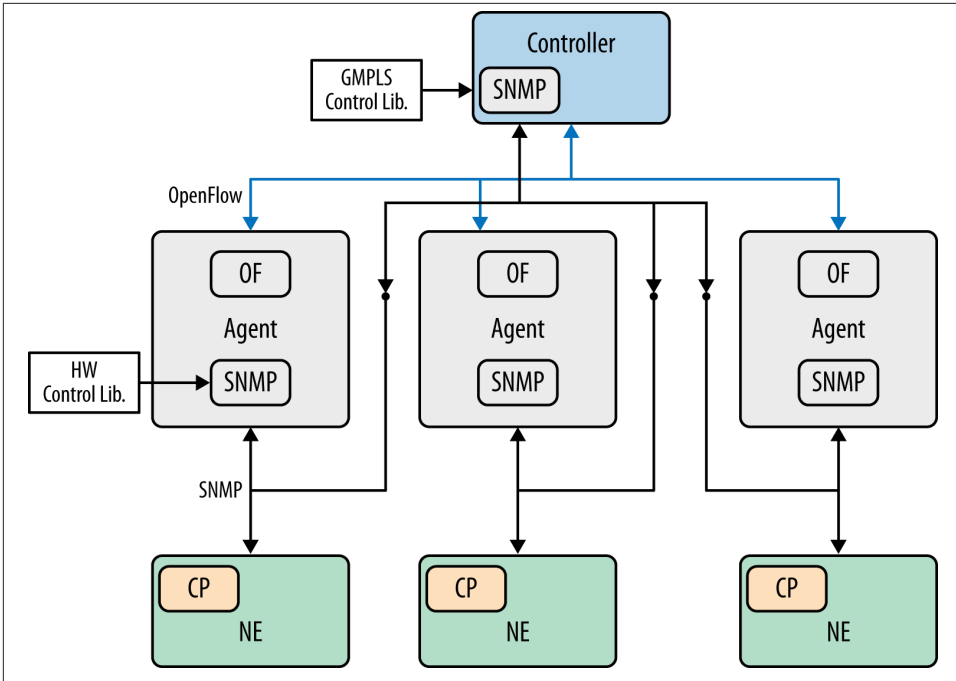 Controller
GMPLS
Control Lib.
SNMP
OpenFlow
OF
OF
OF
Agent
Agent
Agent
HW
Control Lib.
SNMP
SNMP
SNMP
SNMP
CP
CP
CP
NE
NE
NE